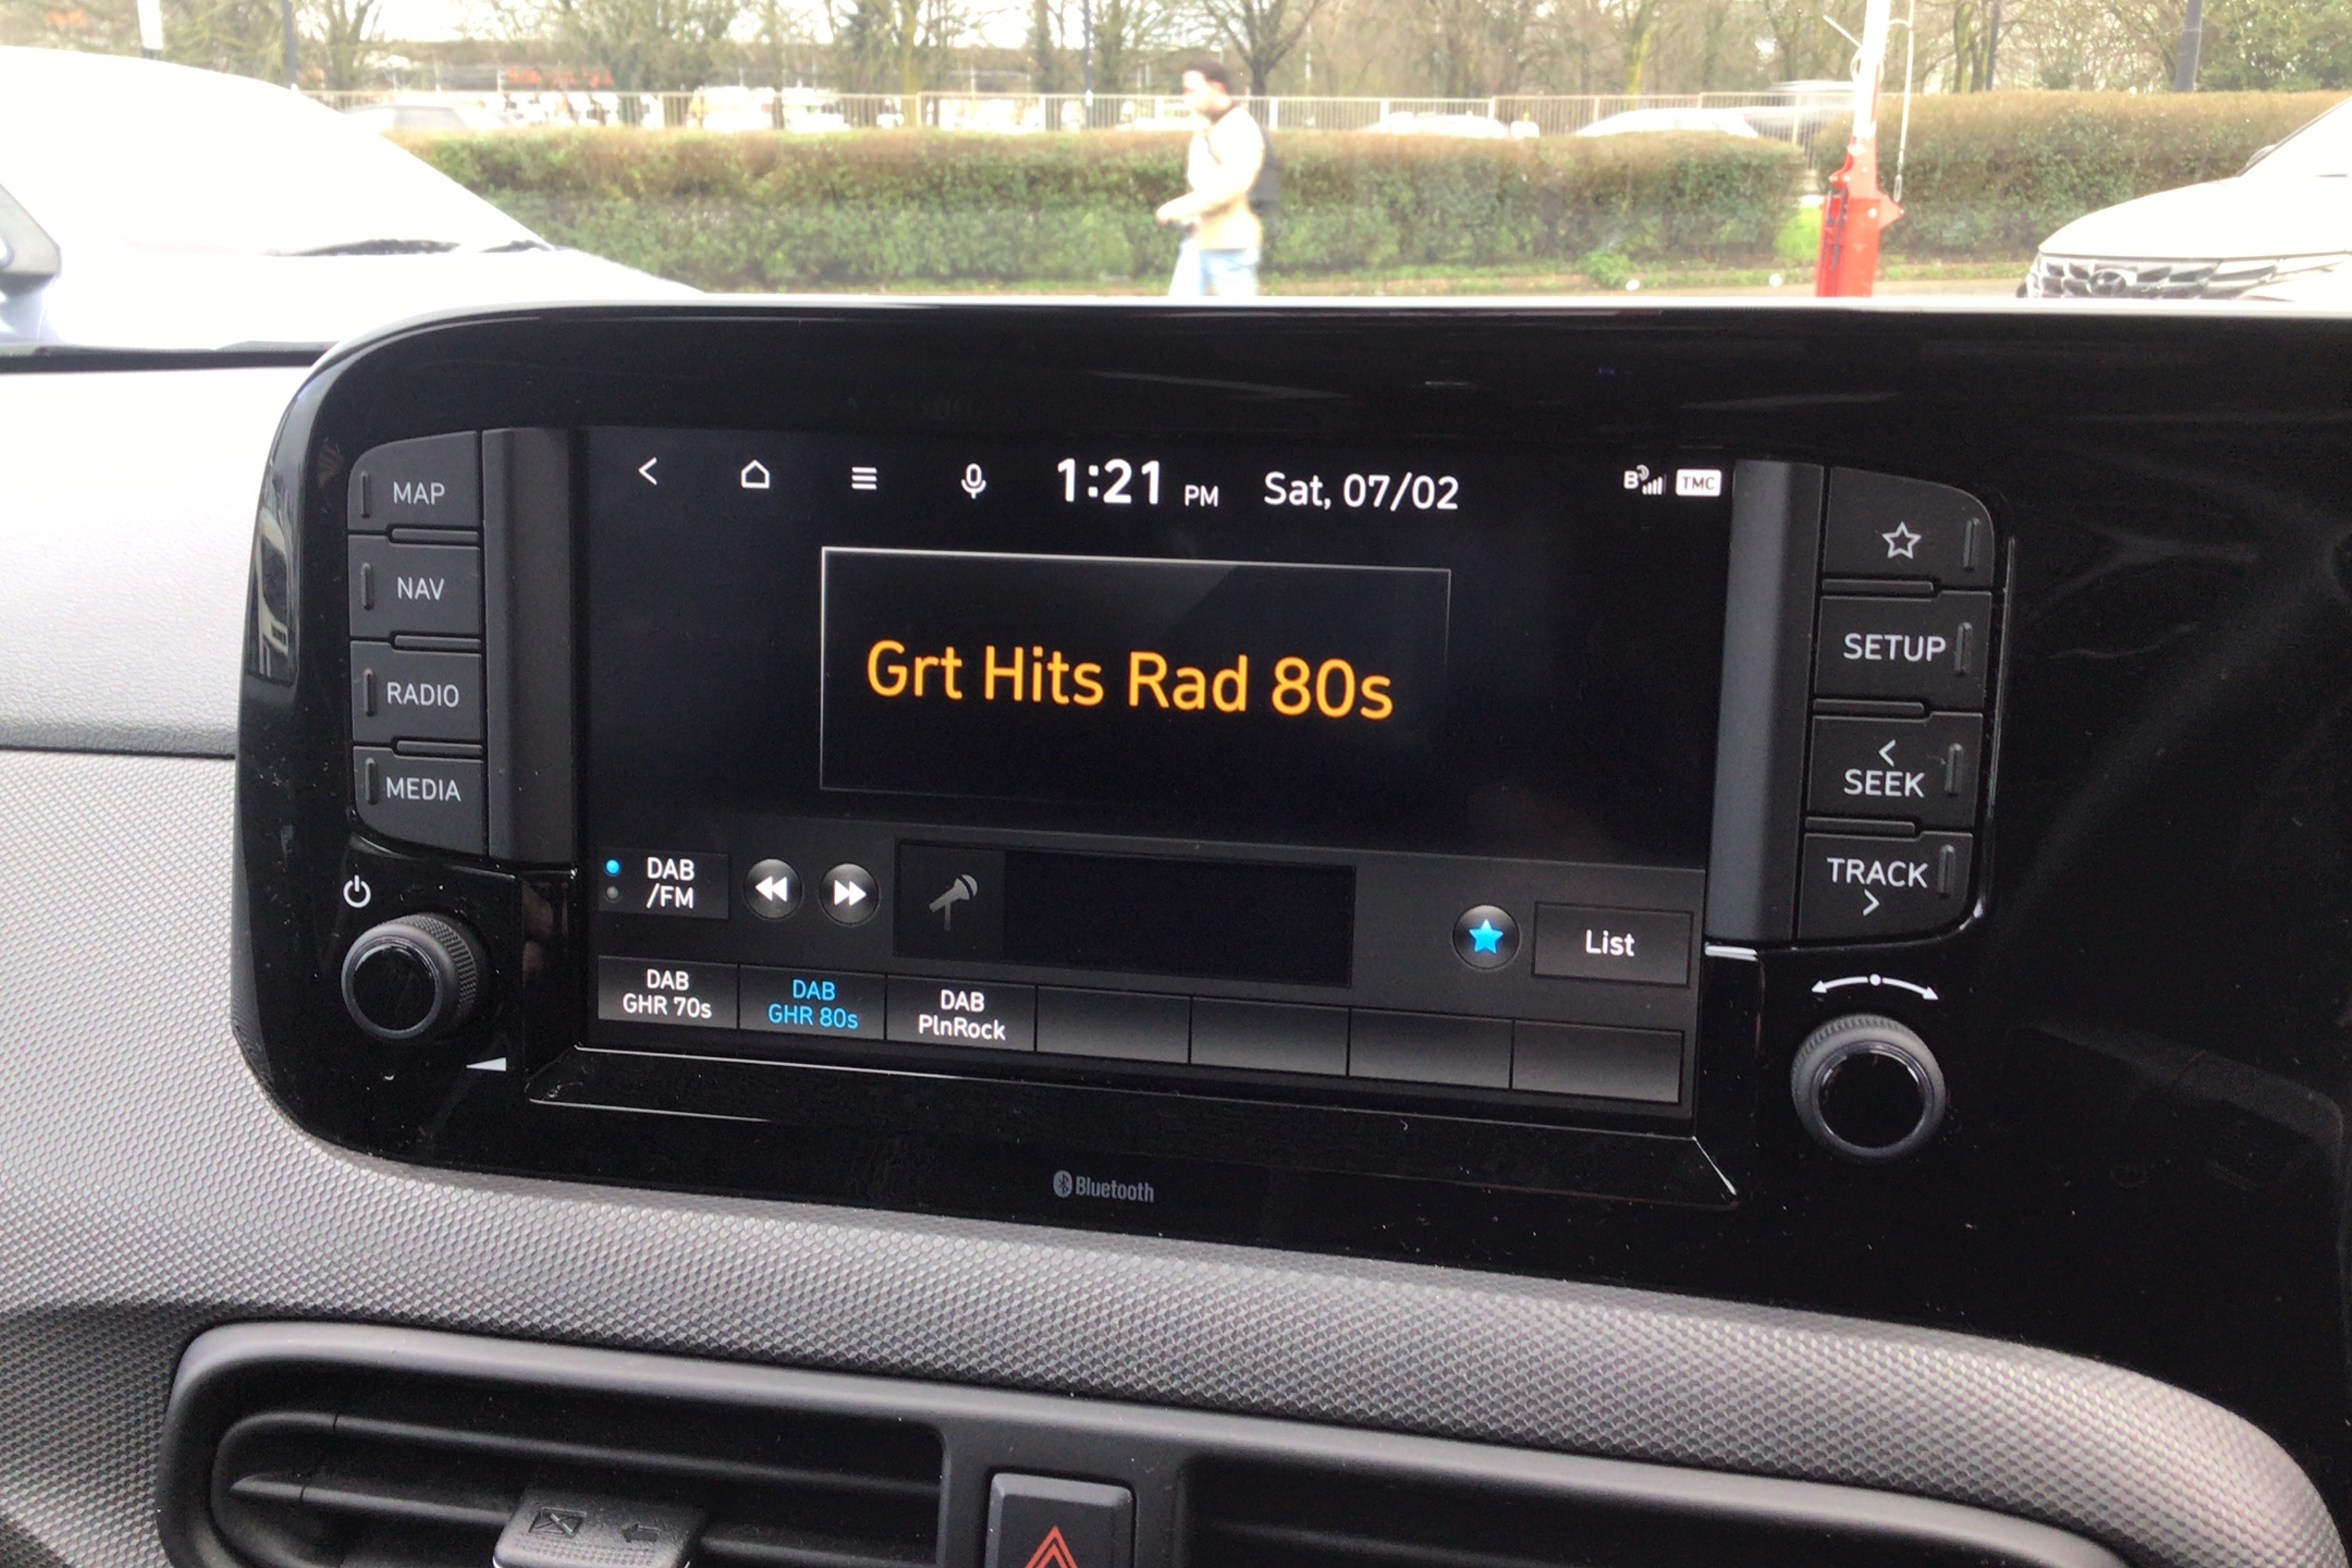 1:21 PM Sat, 07/02
B TMC
MAP
NAV
RADIO
MEDIA
Grt Hits Rad 80s
SETUP
SEEK
TRACK
DAB
/FM
List
DAB
GHR 70s
DAB
GHR 80s
DAB
PlnRock
Bluetooth